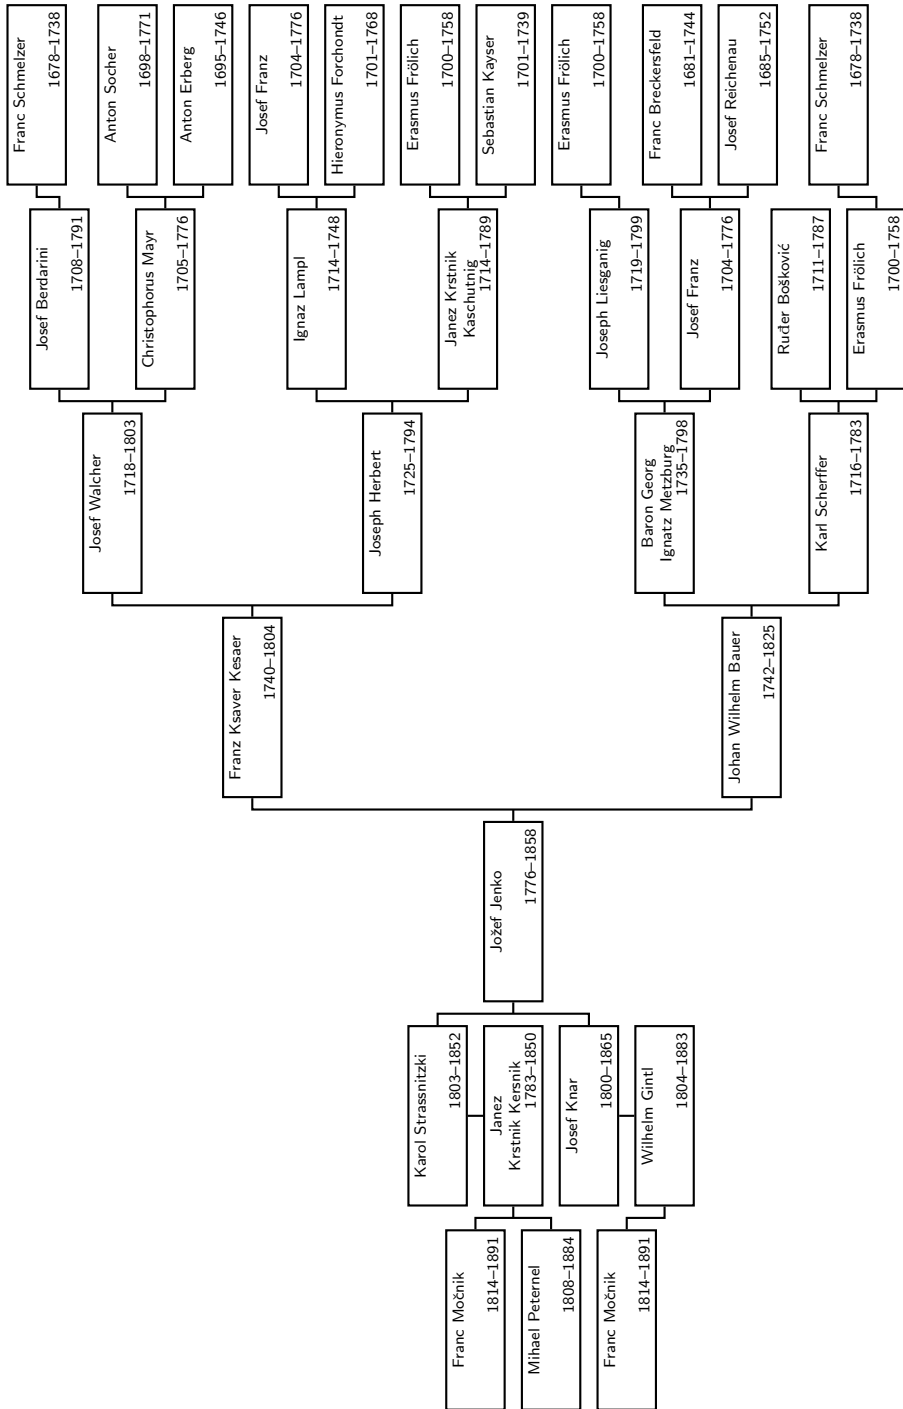 Franc Schmelzer
1678–1738
Anton Socher
1698–1771
Anton Erberg
1695–1746
Josef Franz
1704–1776
Hieronymus Forchondt
1701–1768
Erasmus Frölich
1700–1758
Sebastian Kayser
1701–1739
Erasmus Frölich
1700–1758
Franc Breckersfeld
1681–1744
Josef Reichenau
1685–1752
Franc Schmelzer
1678–1738
Josef Berdarini
1708–1791
Christophorus Mayr
1705–1776
Ignaz Lampl
1714–1748
Janez Krstnik
Kaschutnig
1714–1789
Joseph Liesganig
1719–1799
Josef Franz
1704–1776
Ruđer Bošković
1711–1787
Erasmus Frölich
1700–1758
Josef Walcher
1718–1803
Joseph Herbert
1725–1794
Baron Georg
Ignatz Metzburg
1735–1798
Karl Scherffer
1716–1783
Franz Ksaver Kesaer
1740–1804
Johan Wilhelm Bauer
1742–1825
Jožef Jenko
1776–1858
Karol Strassnitzki
1803–1852
Janez
Krstnik Kersnik
1783–1850
Josef Knar
1800–1865
Wilhelm Gintl
1804–1883
Franc Močnik
1814–1891
Mihael Peternel
1808–1884
Franc Močnik
1814–1891